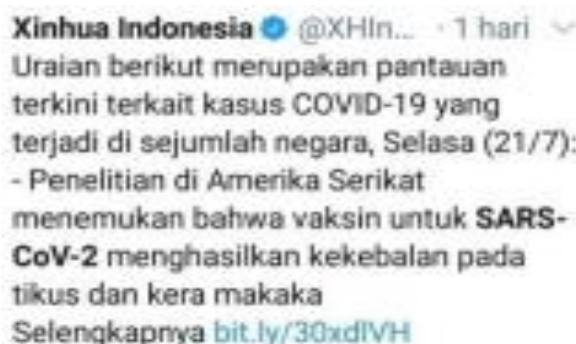 Xinhua Indonesia @XHIn... · 1 hari
Uraian berikut merupakan pantauan
terkini terkait kasus COVID-19 yang
terjadi di sejumlah negara, Selasa (21/7):
- Penelitian di Amerika Serikat
menemukan bahwa vaksin untuk SARS-
CoV-2 menghasilkan kekebalan pada
tikus dan kera makaka
Selengkapnya bit.ly/30xdlVH